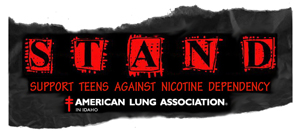 STAND
SUPPORT TEENS AGAINST NICOTINE DEPENDENCY
AMERICAN LUNG ASSOCIATION®
IN IDAHO